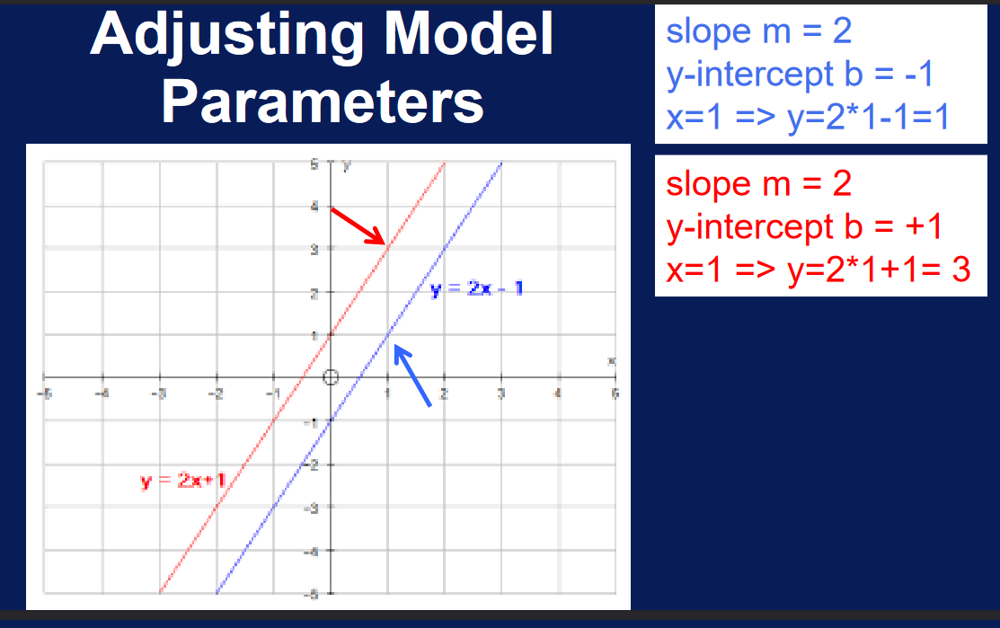 Adjusting Model
Parameters
slope m = 2
y-intercept b = -1
x=1 => y=2*1-1=1
slope m = 2
y-intercept b = +1
x=1 => y=2*1+1= 3
5
y
4
3
2
y = 2x - 1
1
x
-5 -4 -3 -2 -1 1 2 3 4 5
-1
-2
y = 2x+1
-3
-4
-5